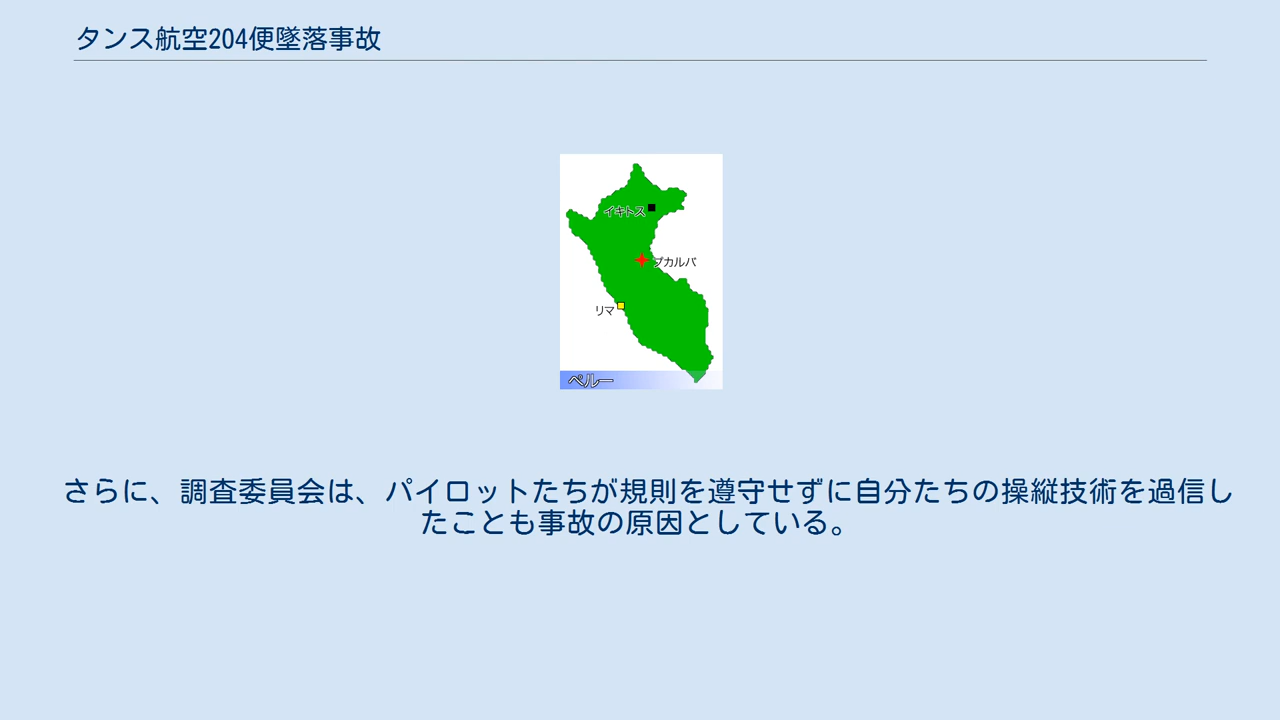 タンス航空204便墜落事故
イキトス
プカルパ
リマ
ペルー
さらに、調査委員会は、パイロットたちが規則を遵守せずに自分たちの操縦技術を過信し
たことも事故の原因としている。